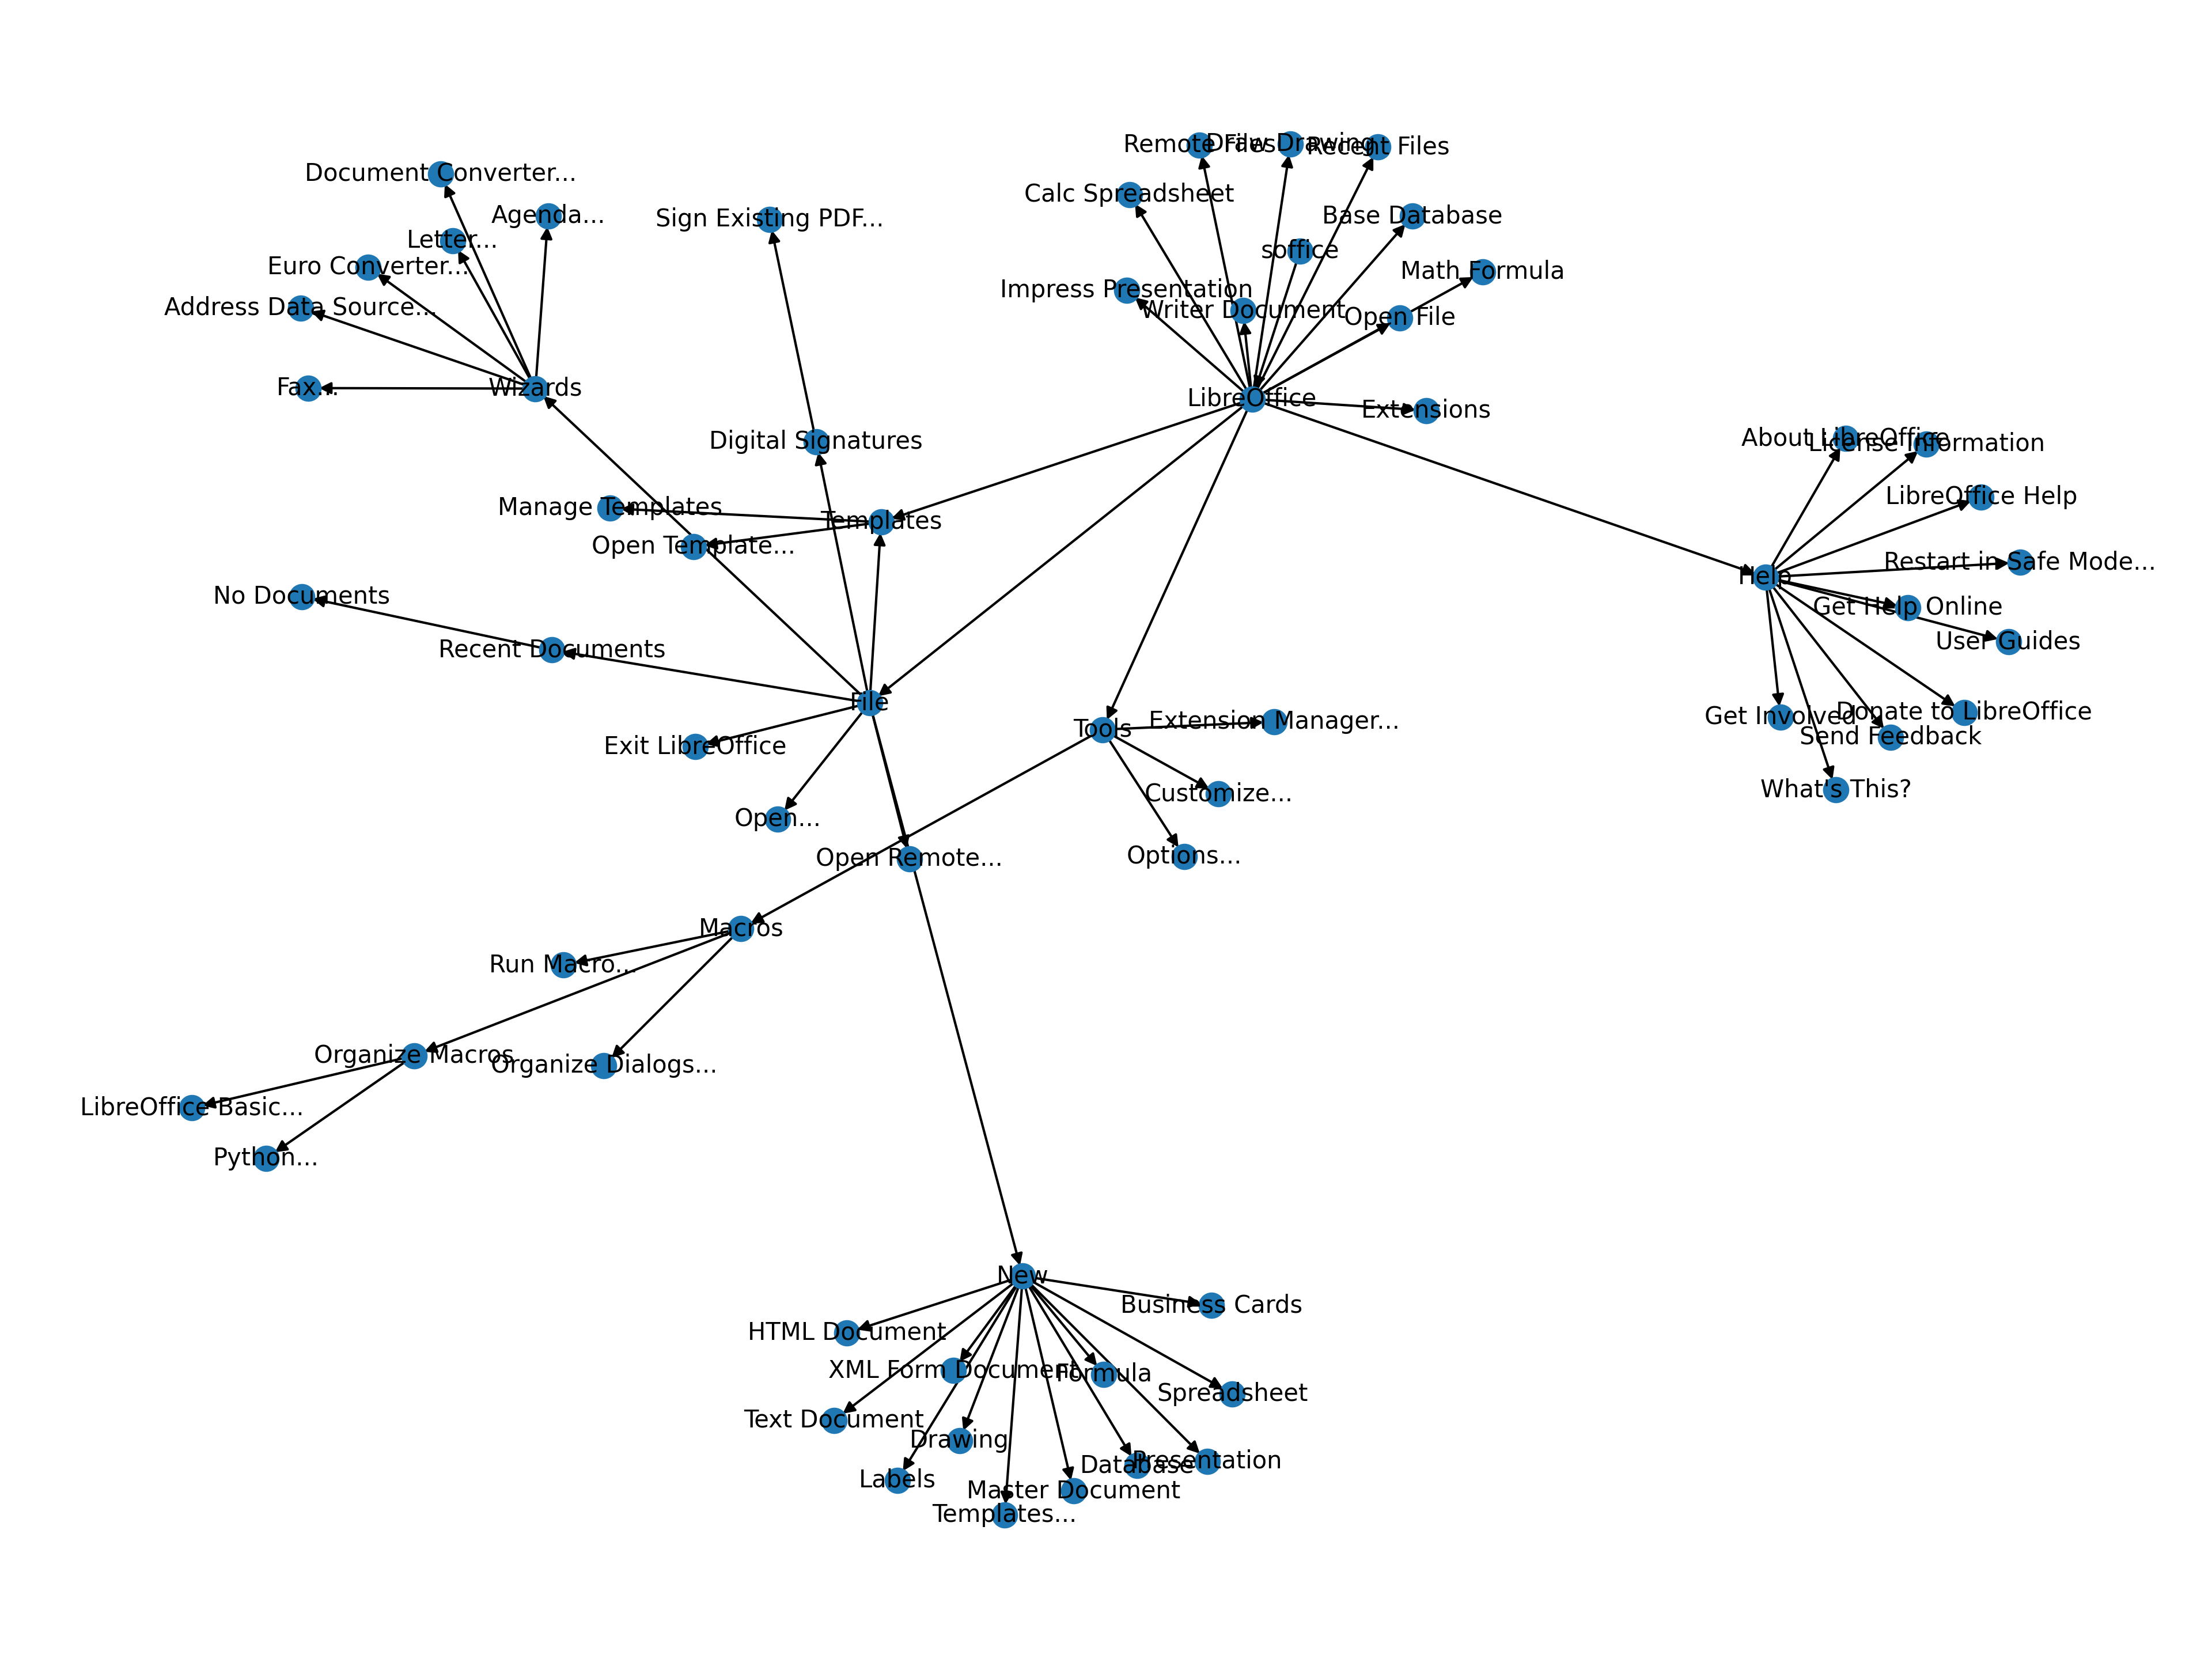 Remote Files
Draw Drawing
Recent Files
Document Converter...
Calc Spreadsheet
Agenda...
Sign Existing PDF...
Base Database
Letter...
soffice
Euro Converter...
Math Formula
Impress Presentation
Address Data Source...
Writer Document
Open File
Fax...
Wizards
LibreOffice
Extensions
Digital Signatures
About LibreOffice
License Information
LibreOffice Help
Manage Templates
Templates
Open Template...
Restart in Safe Mode...
Help
No Documents
Get Help Online
User Guides
Recent Documents
File
Donate to LibreOffice
Get Involved
Extension Manager...
Tools
Send Feedback
Exit LibreOffice
What's This?
Customize...
Open...
Open Remote...
Options...
Macros
Run Macro...
Organize Macros
Organize Dialogs...
LibreOffice Basic...
Python...
New
Business Cards
HTML Document
XML Form Document
Formula
Spreadsheet
Text Document
Drawing
Presentation
Database
Labels
Master Document
Templates...